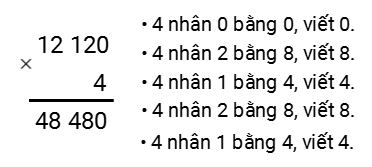 12 120
×
4
48 480
• 4 nhân 0 bằng 0, viết 0.
• 4 nhân 2 bằng 8, viết 8.
• 4 nhân 1 bằng 4, viết 4.
• 4 nhân 2 bằng 8, viết 8.
• 4 nhân 1 bằng 4, viết 4.